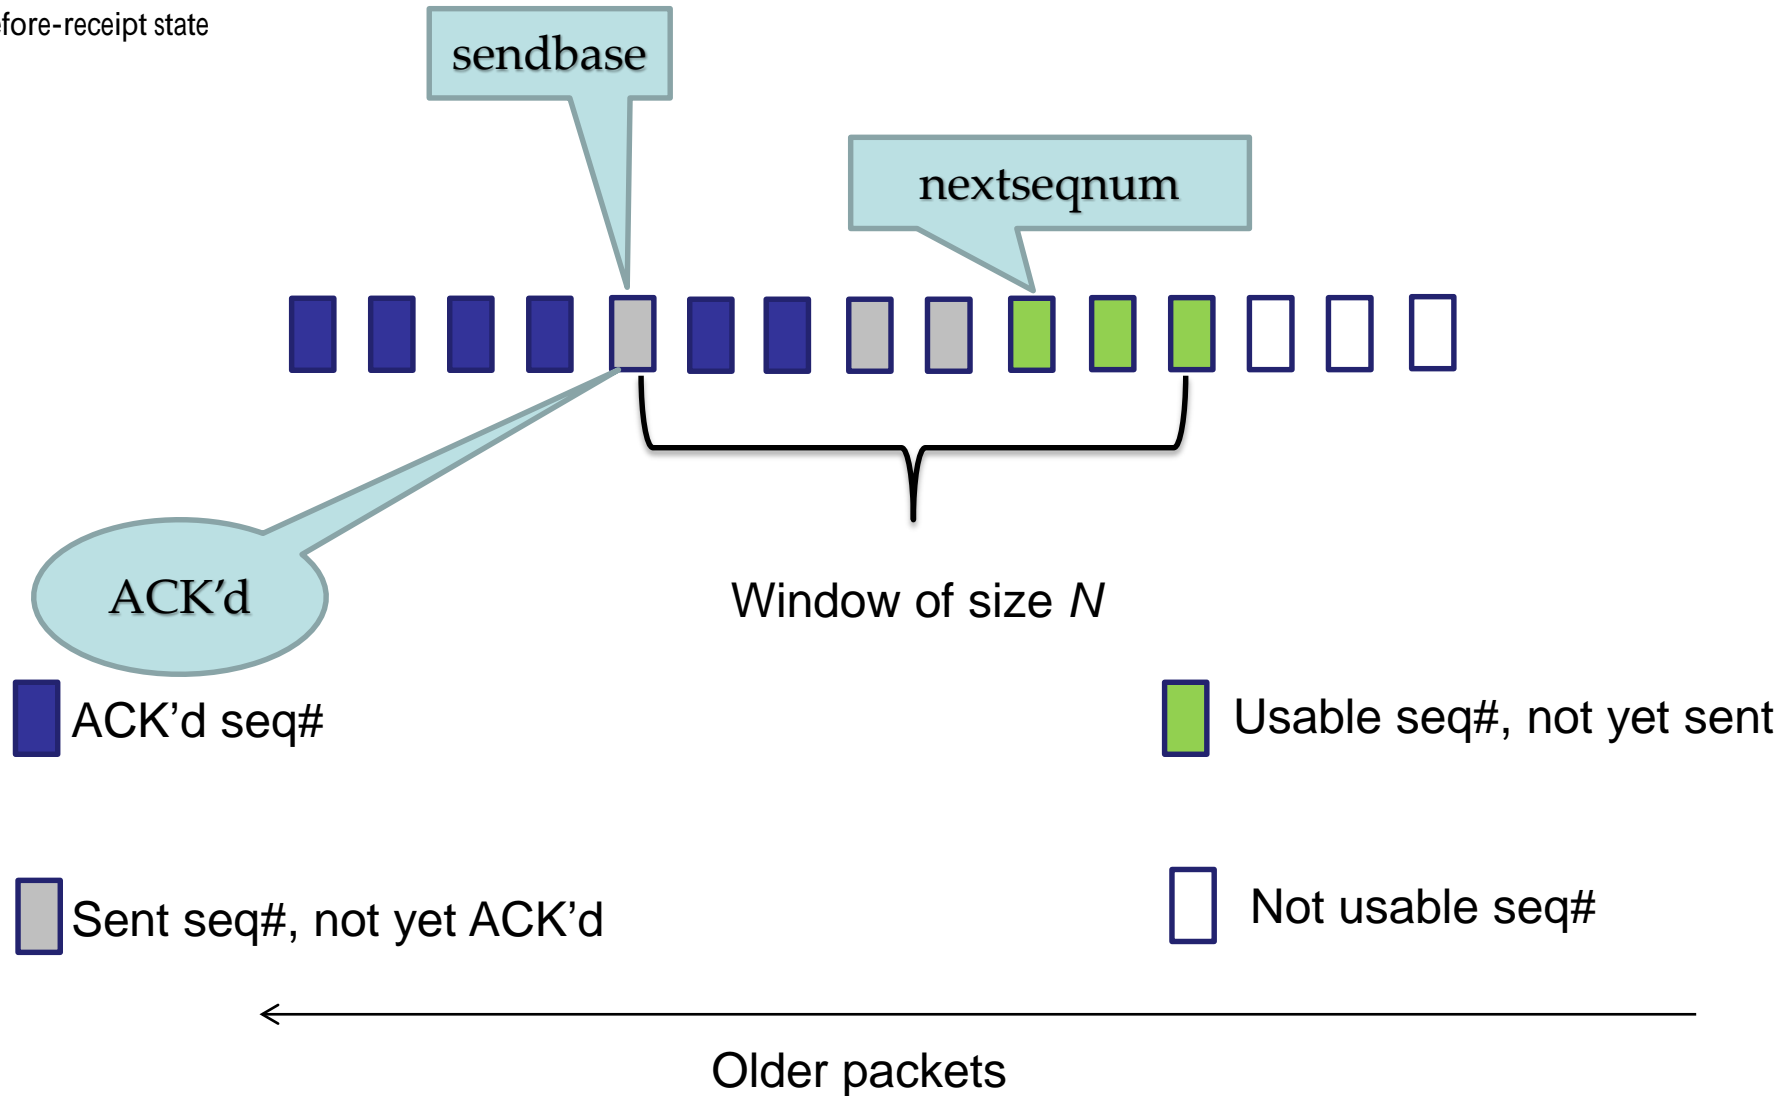 efore-receipt state
sendbase
nextseqnum
ACK’d
Window of size N
ACK’d seq#
Usable seq#, not yet sent
Sent seq#, not yet ACK’d
Not usable seq#
Older packets